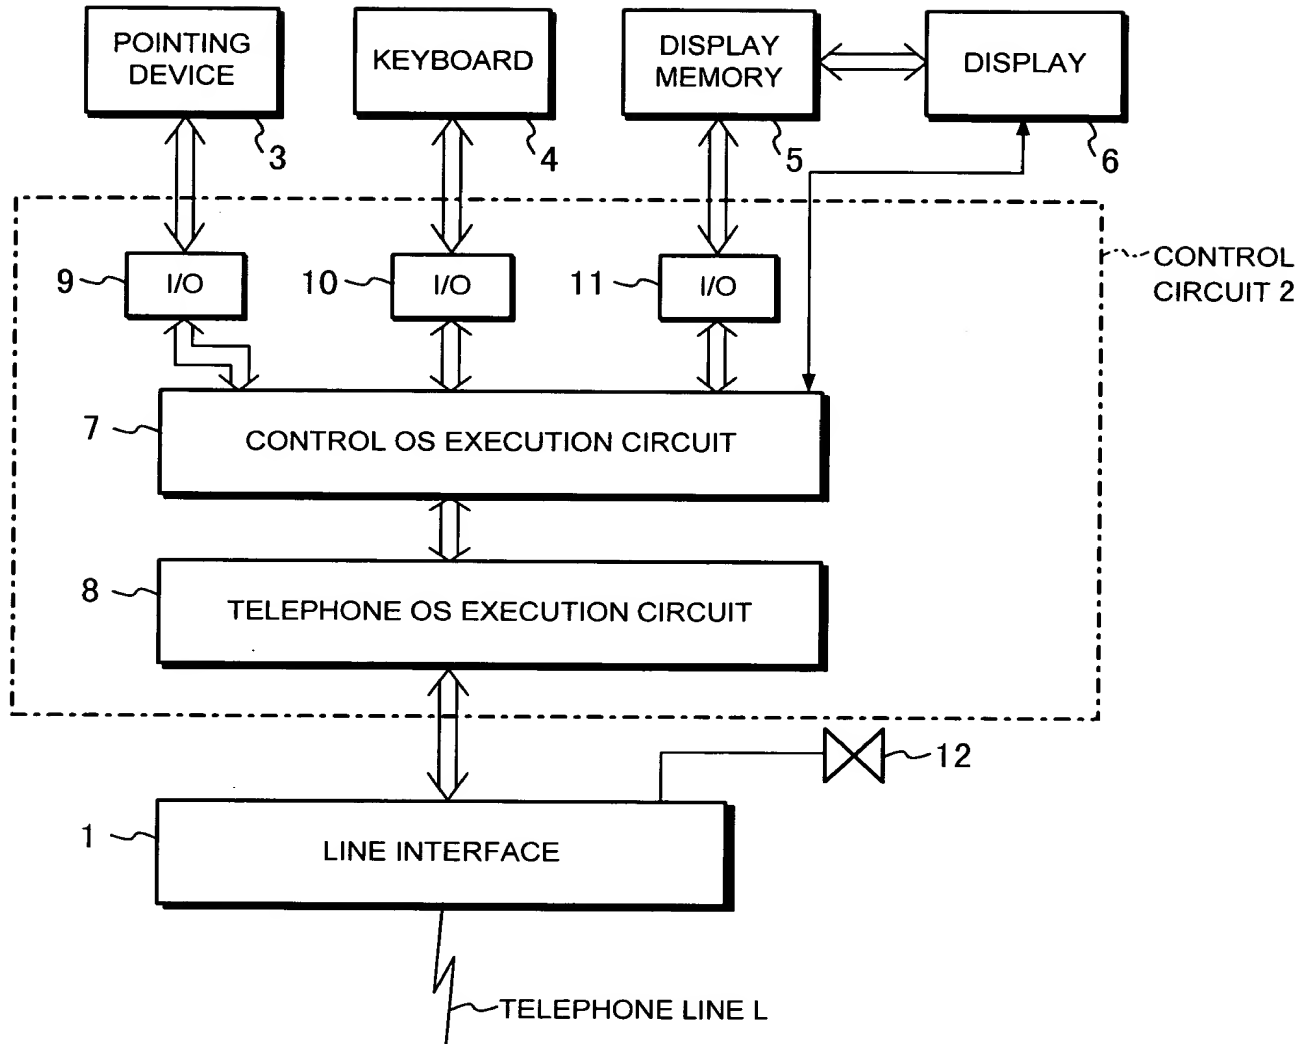 POINTING
DEVICE
KEYBOARD
DISPLAY
MEMORY
DISPLAY
3
4
5
6
9
I/O
10
I/O
11
I/O
CONTROL
CIRCUIT 2
7
CONTROL OS EXECUTION CIRCUIT
8
TELEPHONE OS EXECUTION CIRCUIT
12
1
LINE INTERFACE
TELEPHONE LINE L